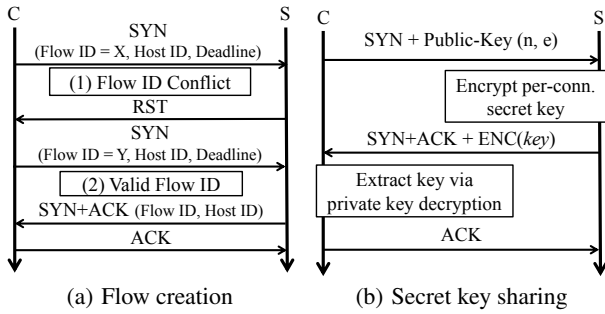 C S
SYN
(Flow ID = X, Host ID, Deadline)
(1) Flow ID Conflict
RST
SYN
(Flow ID =Y, Host ID, Deadline)
(2) Valid Flow ID
SYN+ACK (Flow ID, Host ID)
ACK
(a) Flow creation
C S
SYN + Public-Key (n, e)
Encrypt per-conn.
secret key
SYN+ACK + ENC(key)
Extract key via
private key decryption
ACK
(b) Secret key sharing